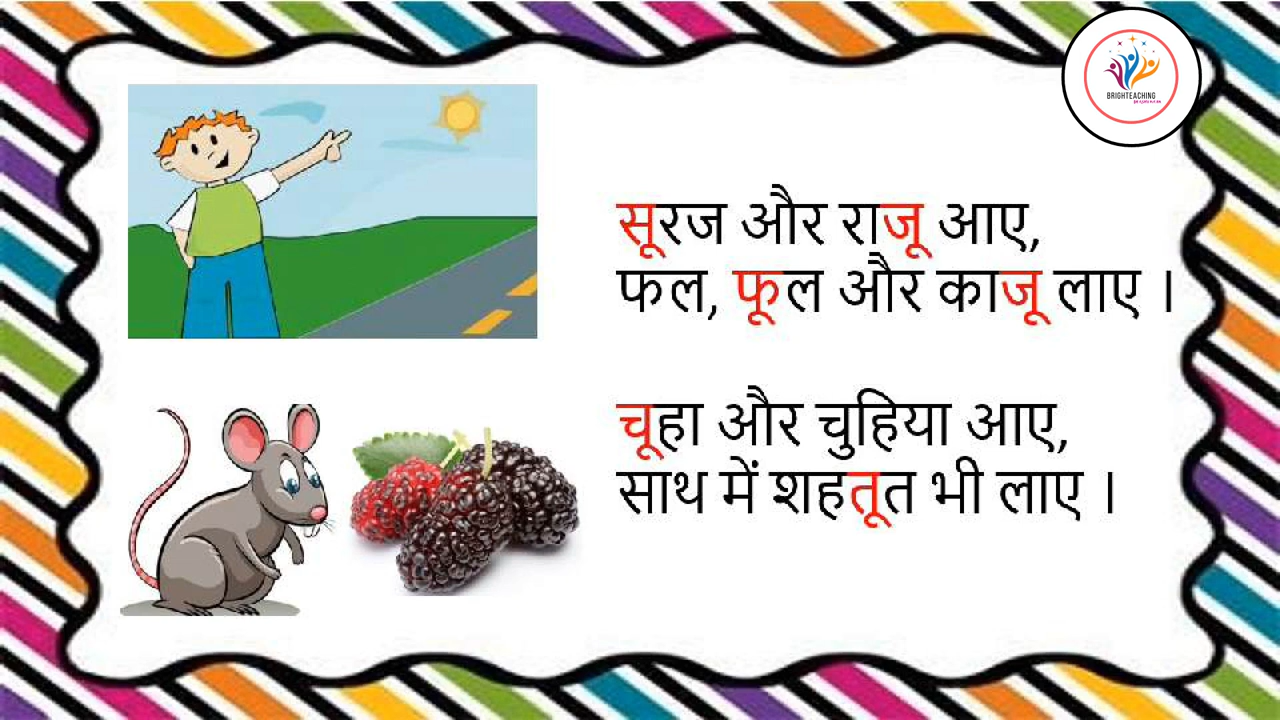 BRIGHTEACHING
सूरज और राजू आए,
फल, फूल और काजू लाए ।
चूहा और चुहिया आए,
साथ में शहतूत भी लाए ।